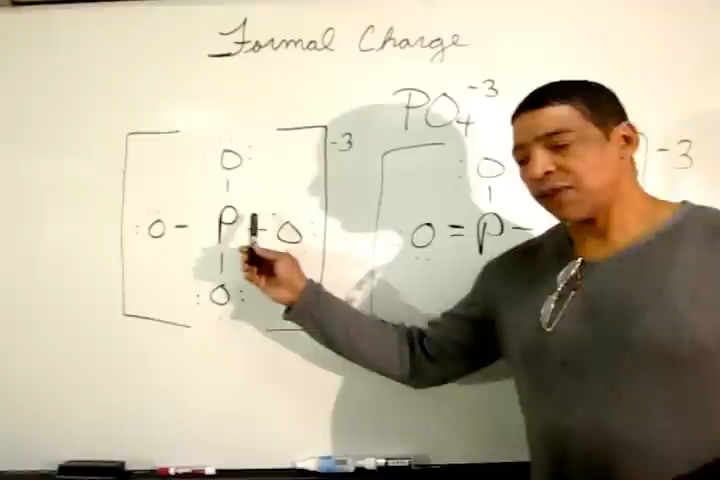 Formal Charge
PO4-3
-3
-3
:O:
:O:
:O - P - O:
:O = P -
:O: